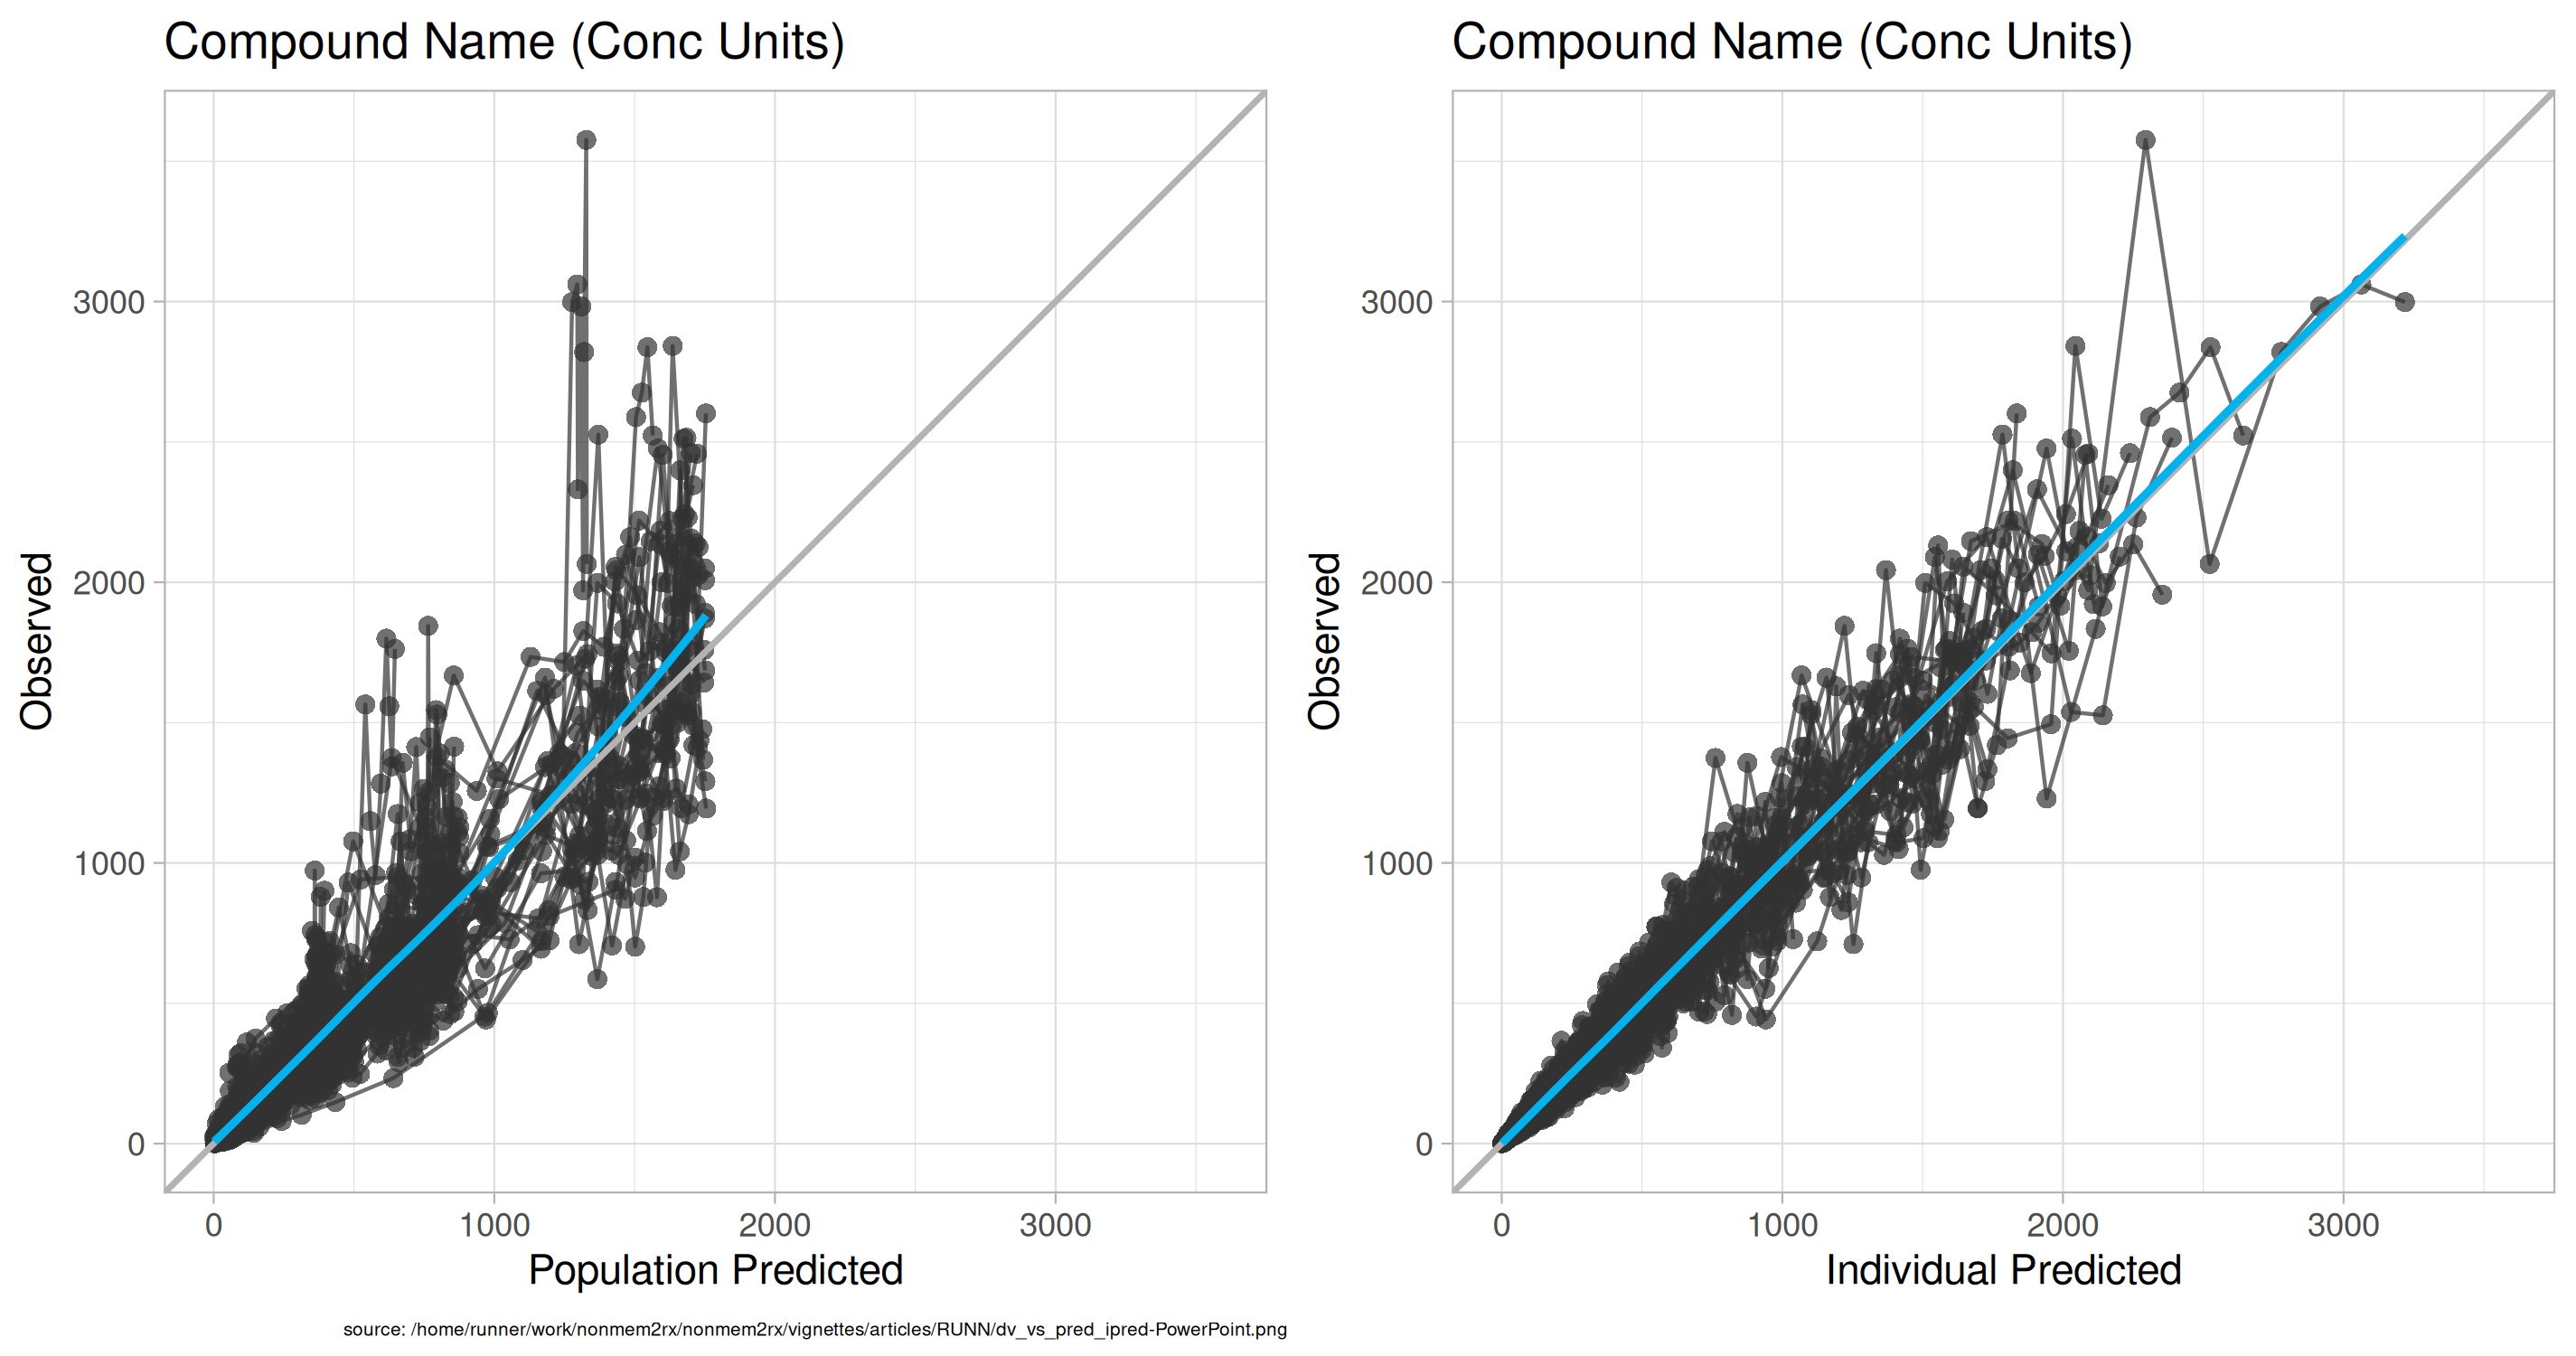 Compound Name (Conc Units)
Observed
3000
2000
1000
0
0 1000 2000 3000
Population Predicted
Compound Name (Conc Units)
Observed
3000
2000
1000
0
0 1000 2000 3000
Individual Predicted
source: /home/runner/work/nonmem2rx/nonmem2rx/vignettes/articles/RUNN/dv_vs_pred_ipred-PowerPoint.png